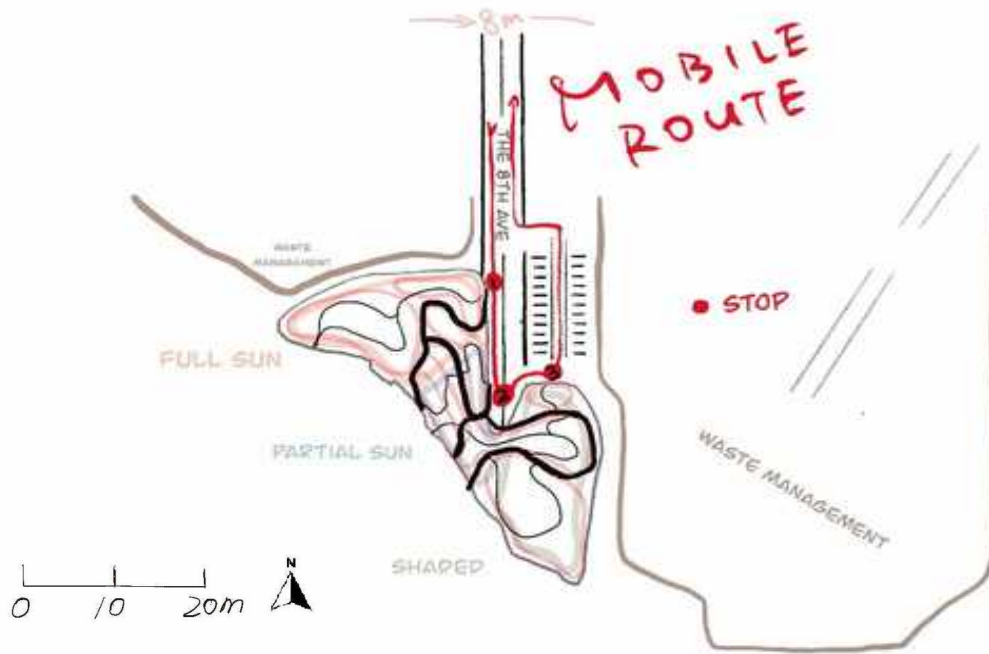 8m
MOBILE
ROUTE
THE 8TH AVE
WASTE
MANAGEMENT
STOP
FULL SUN
PARTIAL SUN
WASTE MANAGEMENT
SHADED
N
0 10 20m